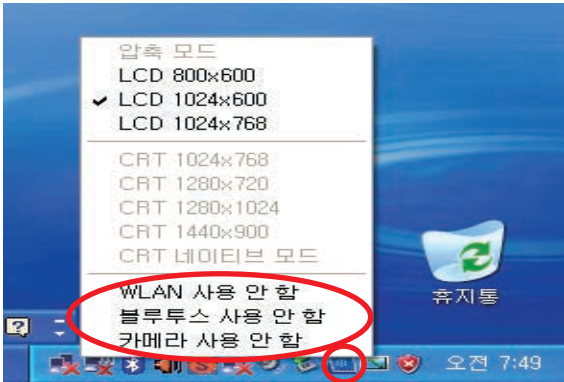 압축 모드
LCD 800x600
LCD 1024x600
LCD 1024x768
CRT 1024x768
CRT 1280x720
CRT 1280x1024
CRT 1440x900
CRT 네이티브 모드
WLAN 사용 안 함
블루투스 사용 안 함
카메라 사용 안 함
휴지통
오전 7:49